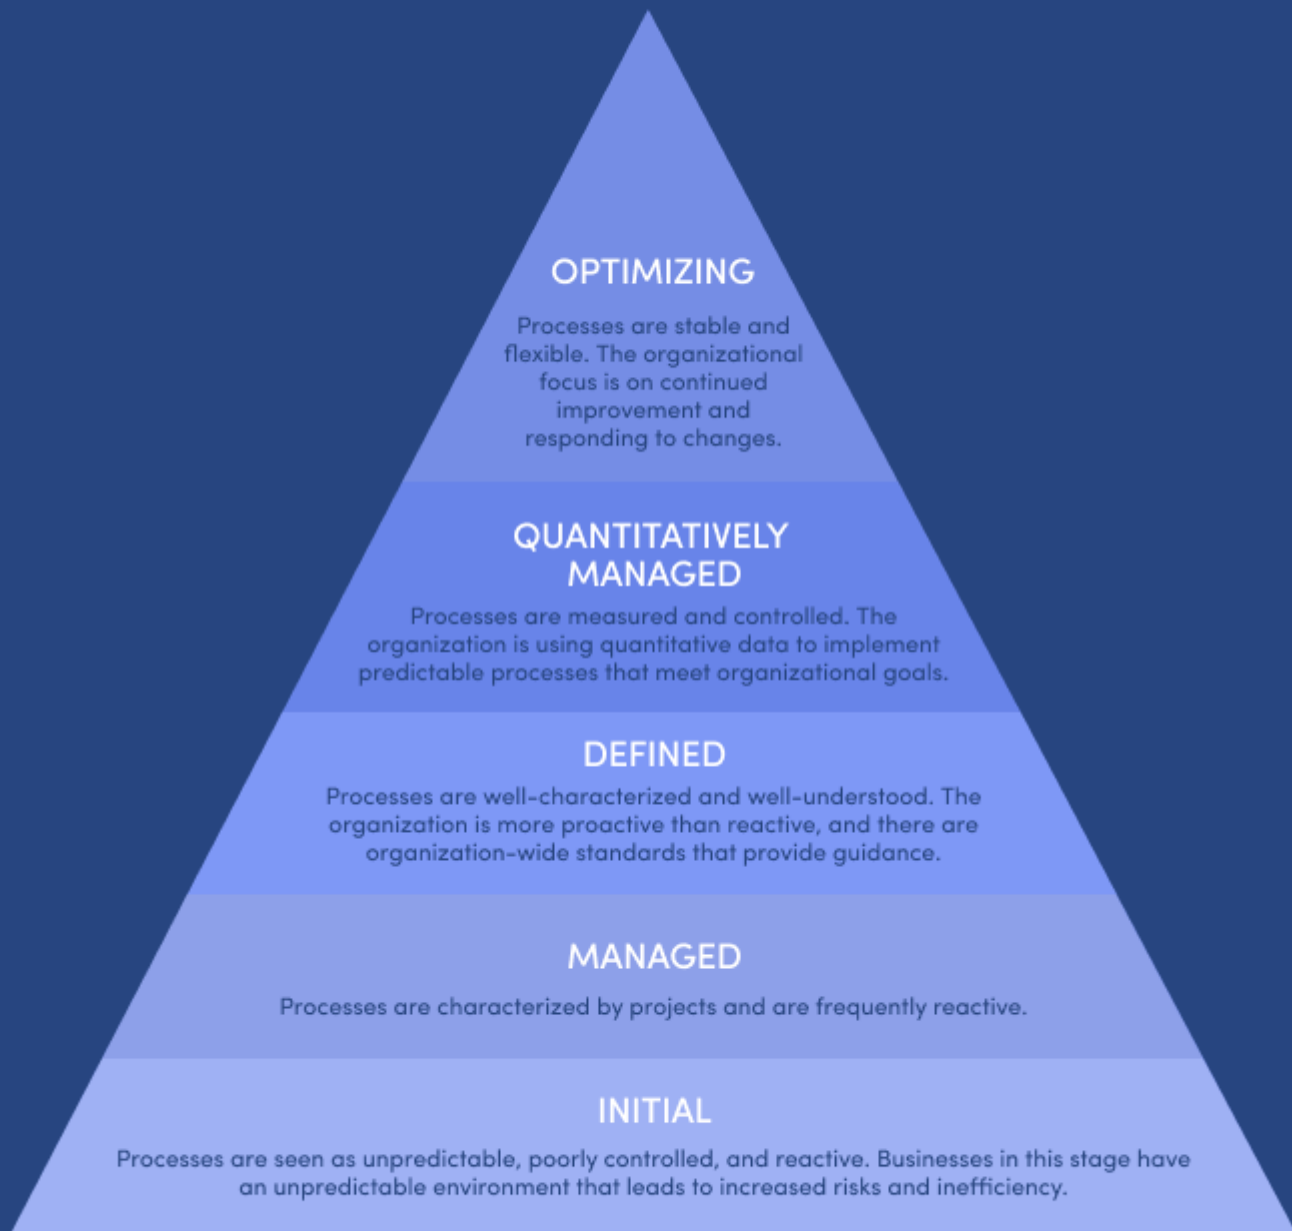 OPTIMIZING
Processes are stable and
flexible. The organizational
focus is on continued
improvement and
responding to changes.
QUANTITATIVELY
MANAGED
Processes are measured and controlled. The
organization is using quantitative data to implement
predictable processes that meet organizational goals.
DEFINED
Processes are well-characterized and well-understood. The
organization is more proactive than reactive, and there are
organization-wide standards that provide guidance.
MANAGED
Processes are characterized by projects and are frequently reactive.
INITIAL
Processes are seen as unpredictable, poorly controlled, and reactive. Businesses in this stage have
an unpredictable environment that leads to increased risks and inefficiency.